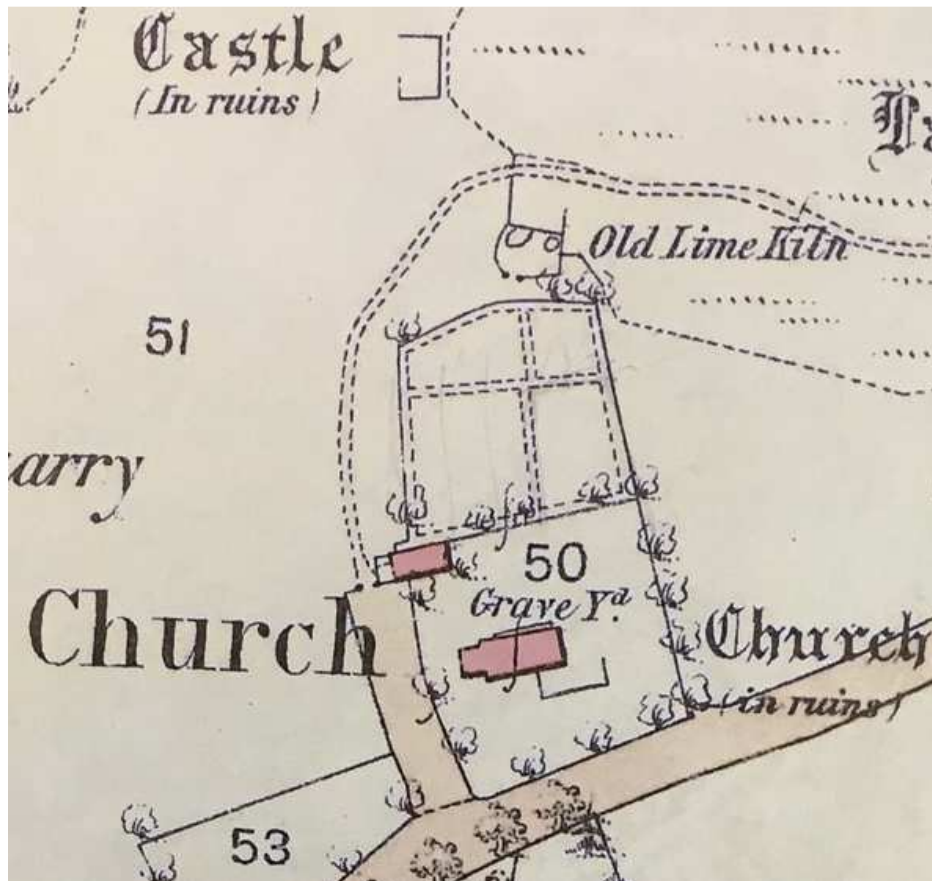 Castle
(In ruins)
Old Lime Kiln
51
arry
50
Grave Yd.
Church
Church
(in ruins)
53